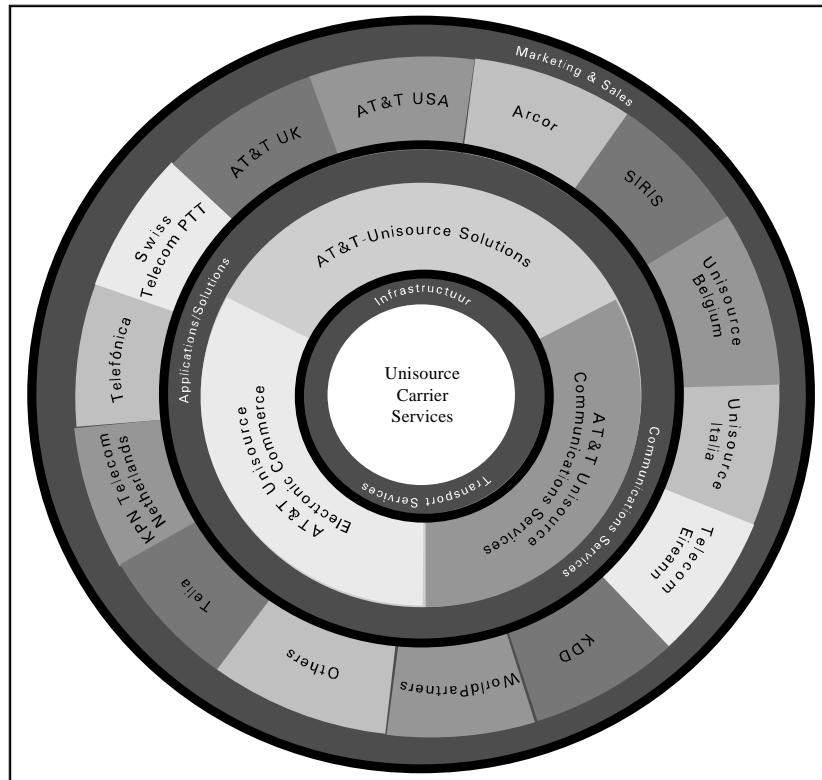 Marketing & Sales
AT&T USA
Arcor
SIRIS
Unisource
Belgium
Unisource
Italia
Telecom
Eireann
KDD
WorldPartners
Others
Telia
KPN Telecom
Netherlands
Telefónica
Swiss
Telecom PTT
AT&T UK
Applications/Solutions
Communications Services
AT&T-Unisource Solutions
AT&T Unisource
Communications Services
AT&T Unisource
Electronic Commerce
Infrastructuur
Transport Services
Unisource
Carrier
Services